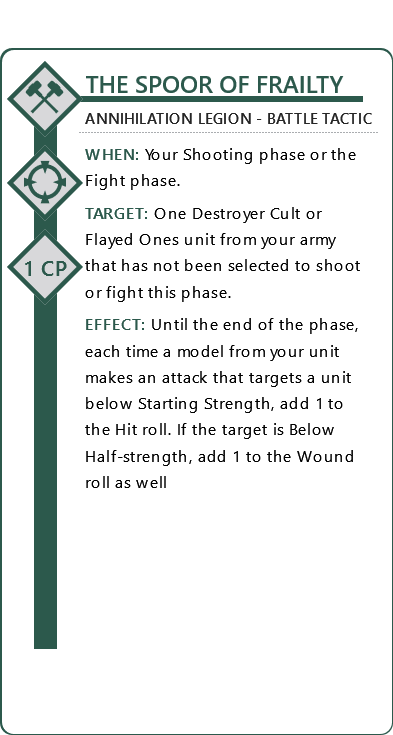 THE SPOOR OF FRAILTY
ANNIHILATION LEGION - BATTLE TACTIC
WHEN: Your Shooting phase or the
Fight phase.
TARGET: One Destroyer Cult or
Flayed Ones unit from your army
1 CP
that has not been selected to shoot
or fight this phase.
EFFECT: Until the end of the phase,
each time a model from your unit
makes an attack that targets a unit
below Starting Strength, add 1 to
the Hit roll. If the target is Below
Half-strength, add 1 to the Wound
roll as well